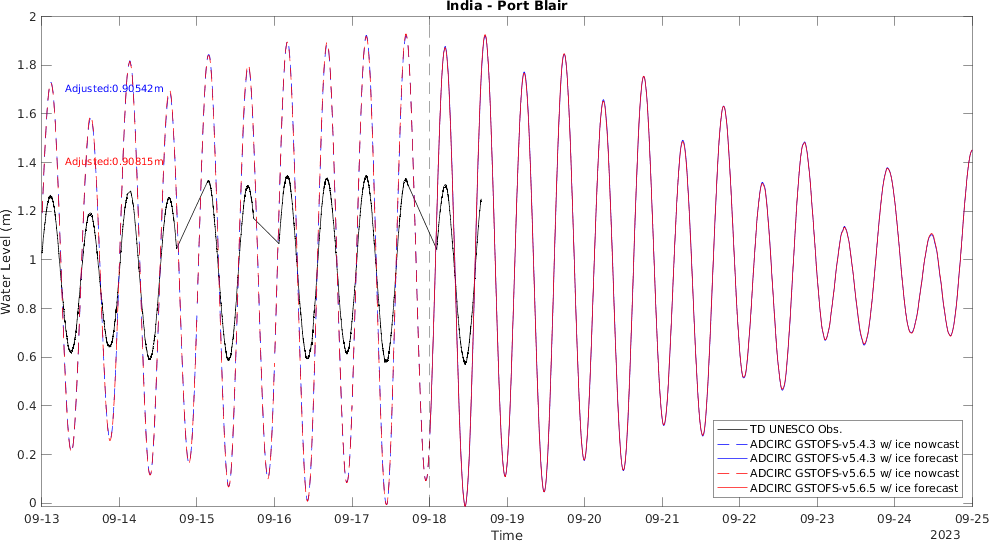 India - Port Blair
2
1.8
1.6
1.4
1.2
1
0.8
0.6
0.4
0.2
0
Water Level (m)
Adjusted:0.90542m
Adjusted:0.90815m
TD UNESCO Obs.
ADCIRC GSTOFS-v5.4.3 w/ ice nowcast
ADCIRC GSTOFS-v5.4.3 w/ ice forecast
ADCIRC GSTOFS-v5.6.5 w/ ice nowcast
ADCIRC GSTOFS-v5.6.5 w/ ice forecast
09-13 09-14 09-15 09-16 09-17 09-18 09-19 09-20 09-21 09-22 09-23 09-24 09-25
Time
2023